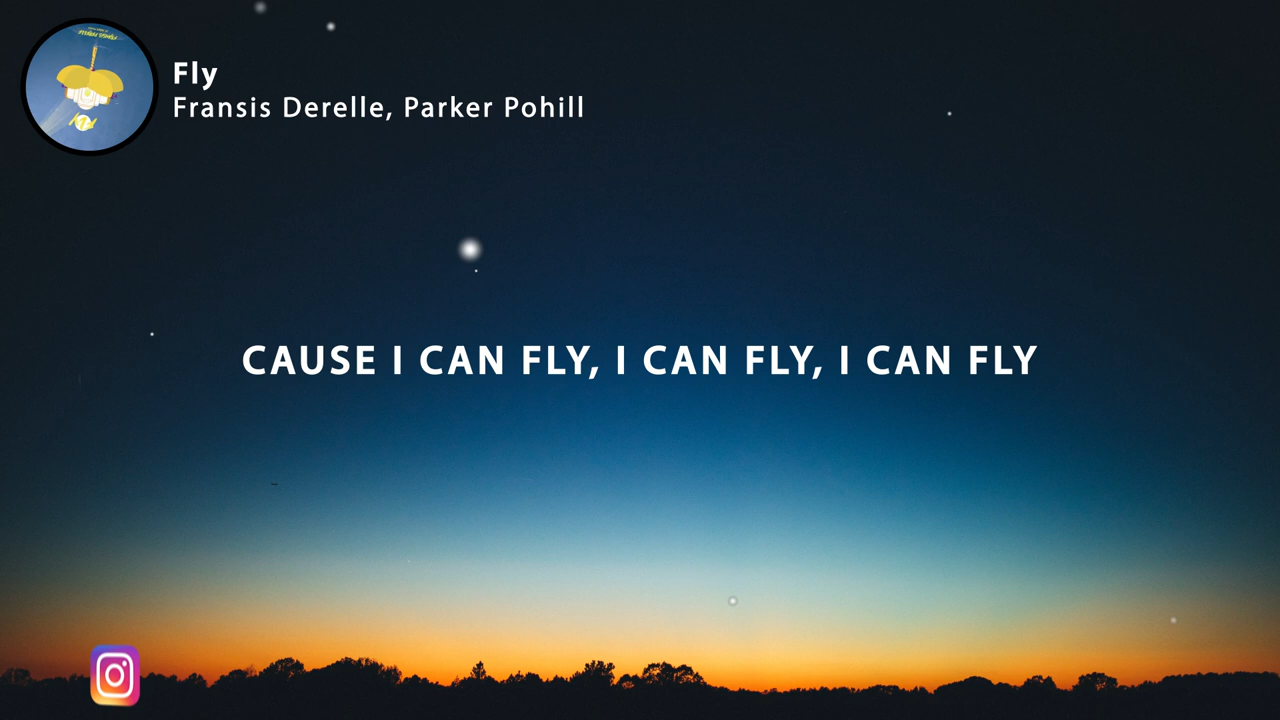 Fly
Fransis Derelle, Parker Pohill
CAUSE I CAN FLY, I CAN FLY, I CAN FLY